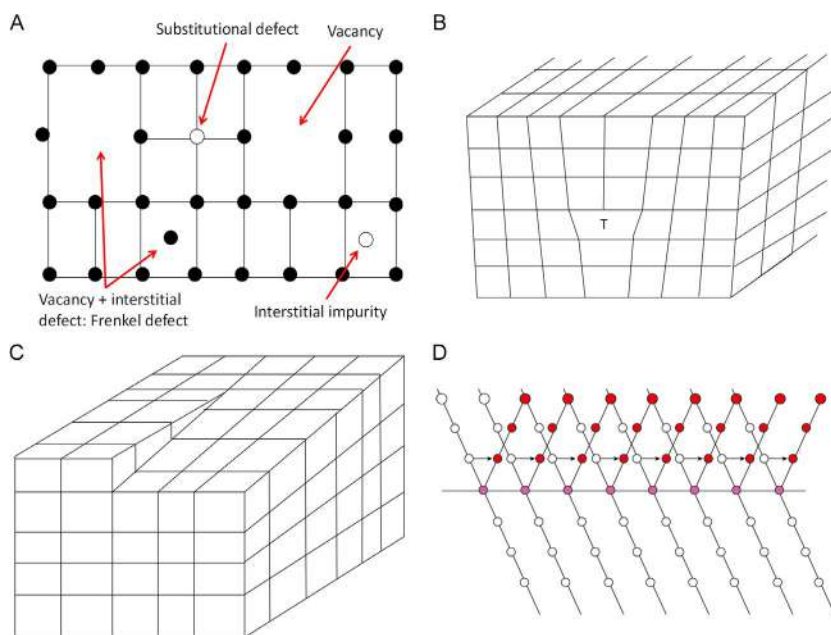 A
Substitutional defect
Vacancy
Vacancy + interstitial
defect: Frenkel defect
Interstitial impurity
B
T
C
D